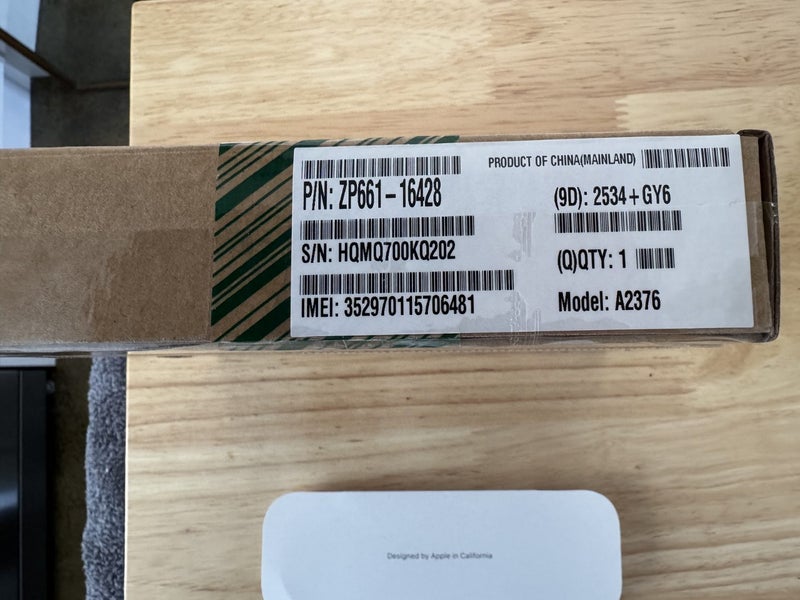 PRODUCT OF CHINA(MAINLAND)
P/N: ZP661-16428
(9D): 2534+GY6
S/N: HQMQ700KQ202
(Q)QTY: 1
IMEI: 352970115706481
Model: A2376
Designed by Apple in California